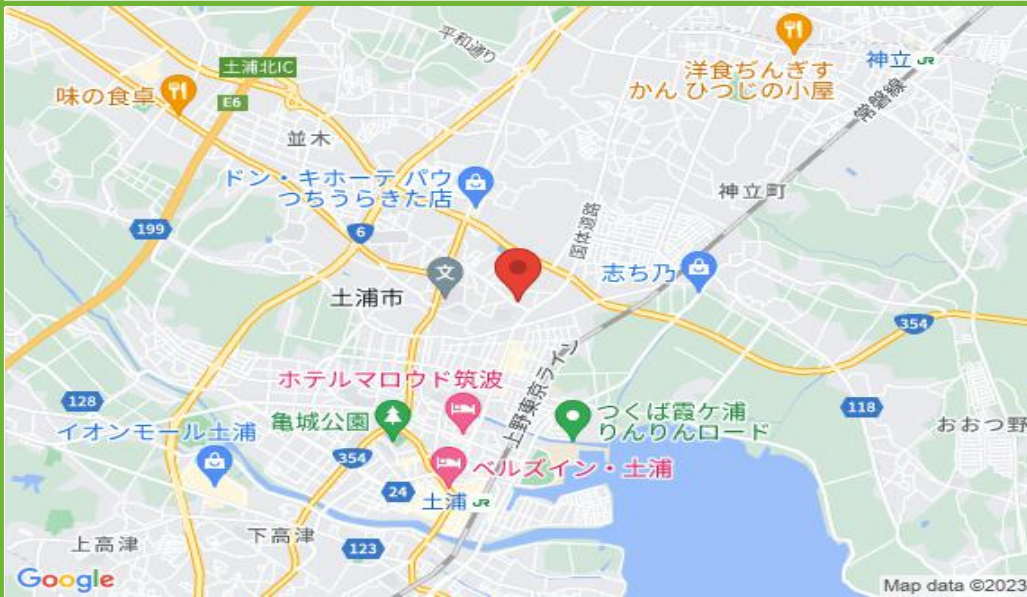 平和通り
土浦北IC
E6
味の食卓
並木
洋食ぢんぎす
かん ひつじの小屋
神立 JR
常磐線
ドン・キホーテ パウ
つちうらきた店
神立町
199
6
国体道路
文
土浦市
志ち乃
354
上野東京ライン
ホテルマロウド筑波
128
亀城公園
つくば霞ケ浦
りんりんロード
118
おおつ野
イオンモール土浦
354
ベルズイン・土浦
24
土浦 JR
上高津
下高津
123
Google
Map data ©2023